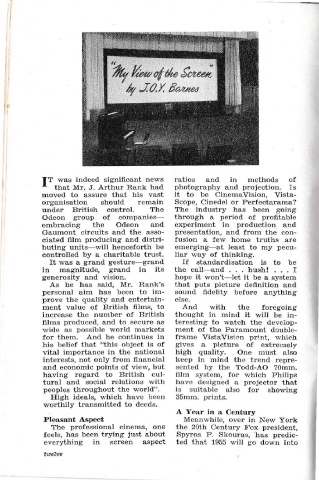 "My View of the Screen"
by J.O.Y. Barnes
IT was indeed significant news
that Mr. J. Arthur Rank had
moved to assure that his vast
organisation should remain
under British control. The
Odeon group of companies—
embracing the Odeon and
Gaumont circuits and the asso-
ciated film producing and distri-
buting units—will henceforth be
controlled by a charitable trust.
It was a grand gesture—grand
in magnitude, grand in its
generosity and vision.
As he has said, Mr. Rank's
personal aim has been to im-
prove the quality and entertain-
ment value of British films, to
increase the number of British
films produced, and to secure as
wide as possible world markets
for them. And he continues in
his belief that "this object is of
vital importance in the national
interests, not only from financial
and economic points of view, but
having regard to British cul-
tural and social relations with
peoples throughout the world".
High ideals, which have been
worthily transmitted to deeds.
Pleasant Aspect
The professional cinema, one
feels, has been trying just about
everything in screen aspect
twelve
ratios and in methods of
photography and projection. Is
it to be CinemaVision, Vista-
Scope, Cinedel or Perfectarama?
The industry has been going
through a period of profitable
experiment in production and
presentation, and from the con-
fusion a few home truths are
emerging—at least to my pecu-
liar way of thinking.
If standardisation is to be
the call—and . . . hush! . . . I
hope it won't—let it be a system
that puts picture definition and
sound fidelity before anything
else.
And with the foregoing
thought in mind it will be in-
teresting to watch the develop-
ment of the Paramount double-
frame VistaVision print, which
gives a picture of extremely
high quality. One must also
keep in mind the trend repre-
sented by the Todd-AO 70mm.
film system, for which Philips
have designed a projector that
is suitable also for showing
35mm. prints.
A Year in a Century
Meanwhile, over in New York
the 20th Century Fox president,
Spyros P. Skouras, has predic-
ted that 1955 will go down into